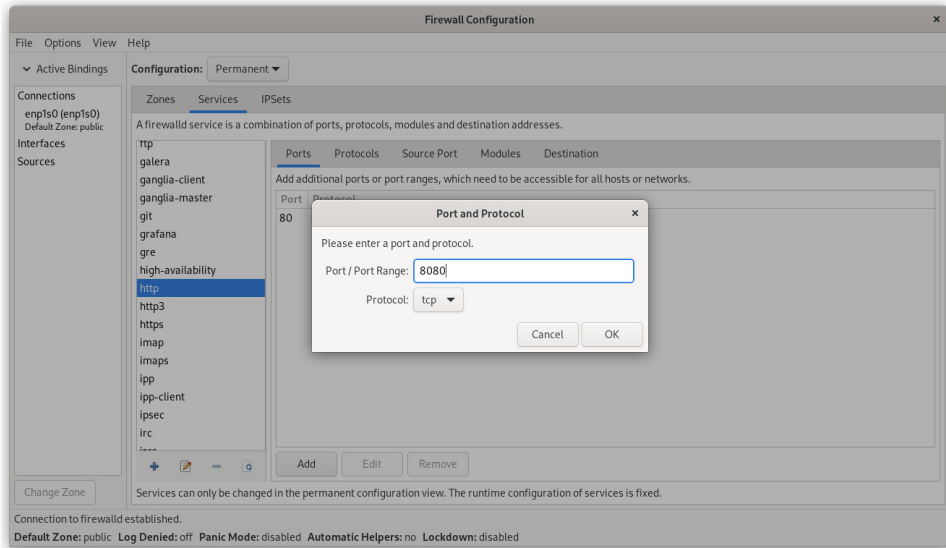 Firewall Configuration
File Options View Help
Active Bindings
Configuration: Permanent
Connections
enp1s0 (enp1s0)
Default Zone: public
Interfaces
Sources
Change Zone
Zones Services IPSets
A firewalld service is a combination of ports, protocols, modules and destination addresses.
ftp
galera
ganglia-client
ganglia-master
git
grafana
gre
high-availability
http
http3
https
imap
imaps
ipp
ipp-client
ipsec
irc
Ports Protocols Source Port Modules Destination
Add additional ports or port ranges, which need to be accessible for all hosts or networks.
Port Protocol
80
Port and Protocol
Please enter a port and protocol.
Port / Port Range: 8080
Protocol: tcp
Cancel OK
Add Edit Remove
Services can only be changed in the permanent configuration view. The runtime configuration of services is fixed.
Connection to firewalld established.
Default Zone: public Log Denied: off Panic Mode: disabled Automatic Helpers: no Lockdown: disabled